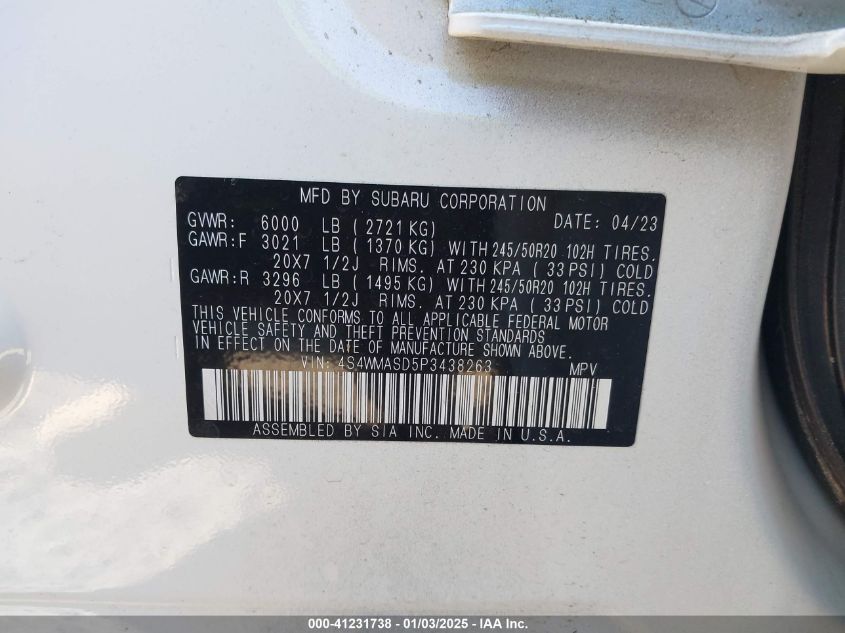 MFD BY SUBARU CORPORATION
GVWR: 6000 LB ( 2721 KG) DATE: 04/23
GAWR:F 3021 LB ( 1370 KG) WITH 245/50R20 102H TIRES.
20X7 1/2J RIMS. AT 230 KPA ( 33 PSI) COLD
GAWR:R 3296 LB ( 1495 KG) WITH 245/50R20 102H TIRES.
20X7 1/2J RIMS. AT 230 KPA ( 33 PSI) COLD
THIS VEHICLE CONFORMS TO ALL APPLICABLE FEDERAL MOTOR
VEHICLE SAFETY AND THEFT PREVENTION STANDARDS
IN EFFECT ON THE DATE OF MANUFACTURE SHOWN ABOVE.
VIN: 4S4WMASD5P3438263 MPV
ASSEMBLED BY SIA INC. MADE IN U.S.A.
000-41231738 - 01/03/2025 - IAA Inc.